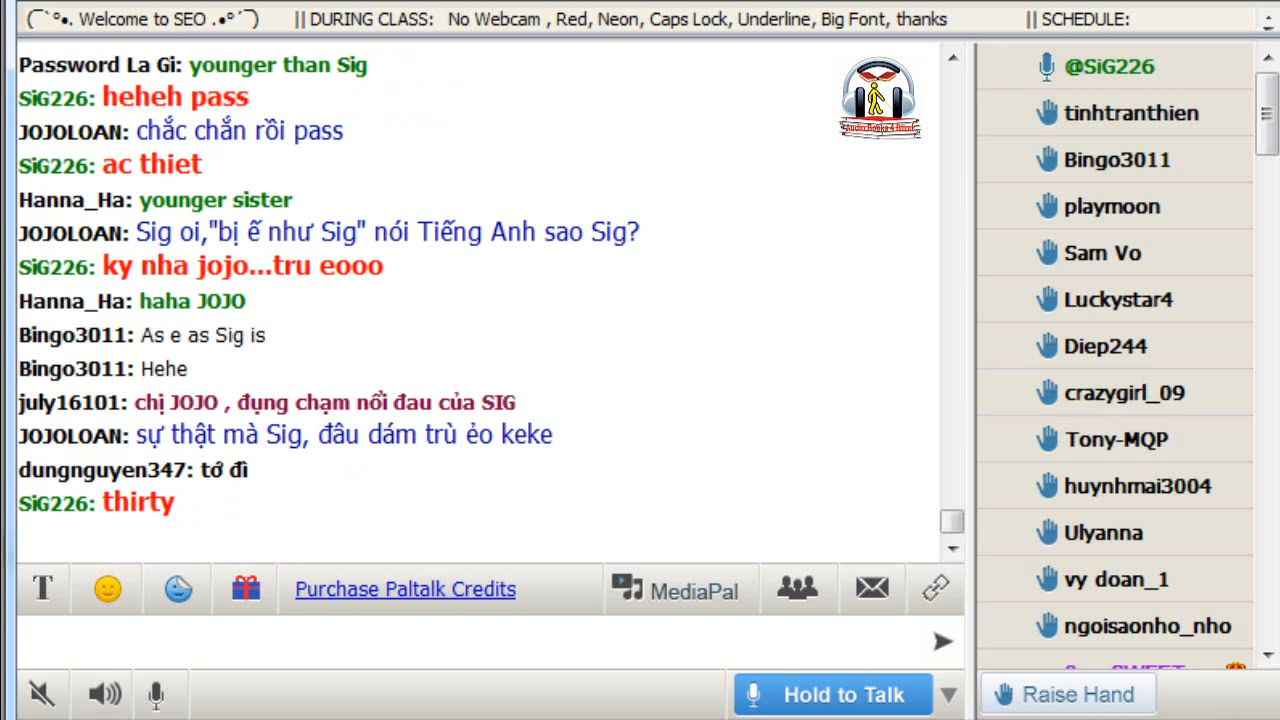 (¯`°•. Welcome to SEO .•°´¯) || DURING CLASS: No Webcam , Red, Neon, Caps Lock, Underline, Big Font, thanks || SCHEDULE:
Password La Gi: younger than Sig
SiG226: heheh pass
JOJOLOAN: chắc chắn rồi pass
SiG226: ac thiet
Hanna_Ha: younger sister
JOJOLOAN: Sig oi,"bị ế như Sig" nói Tiếng Anh sao Sig?
SiG226: ky nha jojo...tru eooo
Hanna_Ha: haha JOJO
Bingo3011: As e as Sig is
Bingo3011: Hehe
july16101: chị JOJO , đụng chạm nổi đau của SIG
JOJOLOAN: sự thật mà Sig, đâu dám trù ẻo keke
dungnguyen347: tớ đì
SiG226: thirty
Purchase Paltalk Credits
MediaPal
Hold to Talk
@SiG226
tinhtranthien
Bingo3011
playmoon
Sam Vo
Luckystar4
Diep244
crazygirl_09
Tony-MQP
huynhmai3004
Ulyanna
vy doan_1
ngoisaonho_nho
Raise Hand